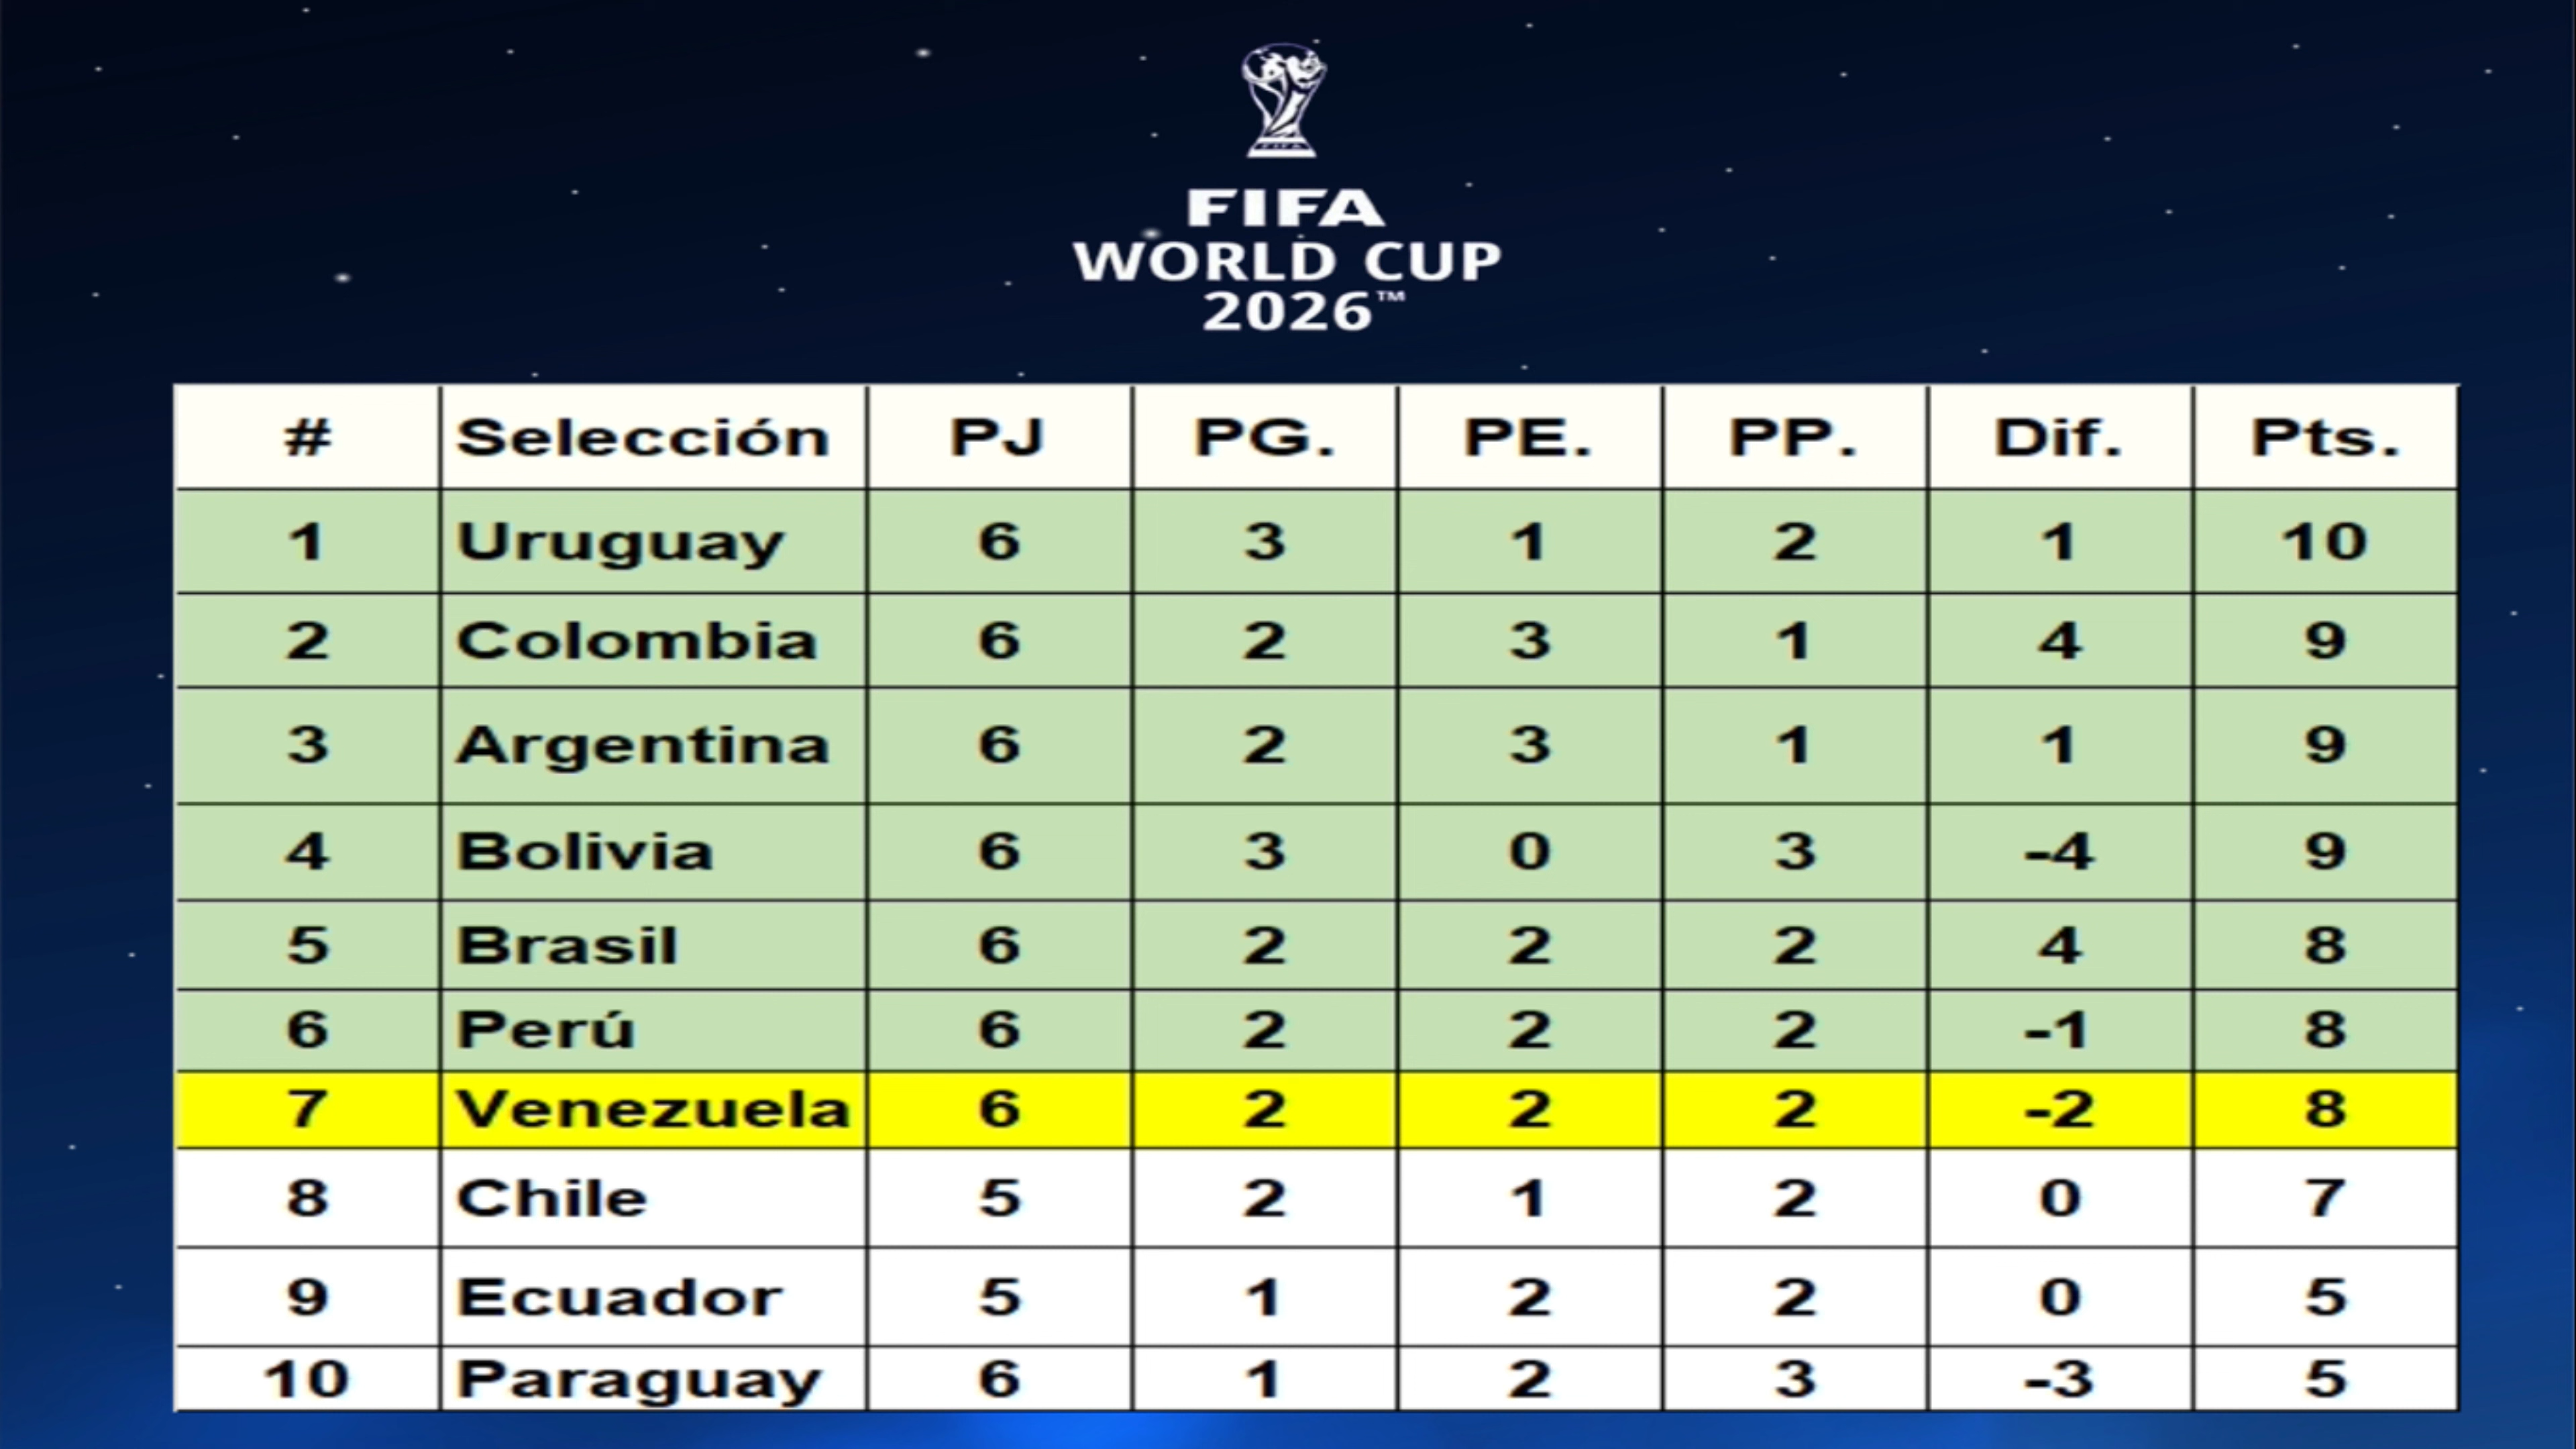 FIFA
FIFA
WORLD CUP
2026™
# Selección PJ PG. PE. PP. Dif. Pts.
1 Uruguay 6 3 1 2 1 10
2 Colombia 6 2 3 1 4 9
3 Argentina 6 2 3 1 1 9
4 Bolivia 6 3 0 3 -4 9
5 Brasil 6 2 2 2 4 8
6 Perú 6 2 2 2 -1 8
7 Venezuela 6 2 2 2 -2 8
8 Chile 5 2 1 2 0 7
9 Ecuador 5 1 2 2 0 5
10 Paraguay 6 1 2 3 -3 5